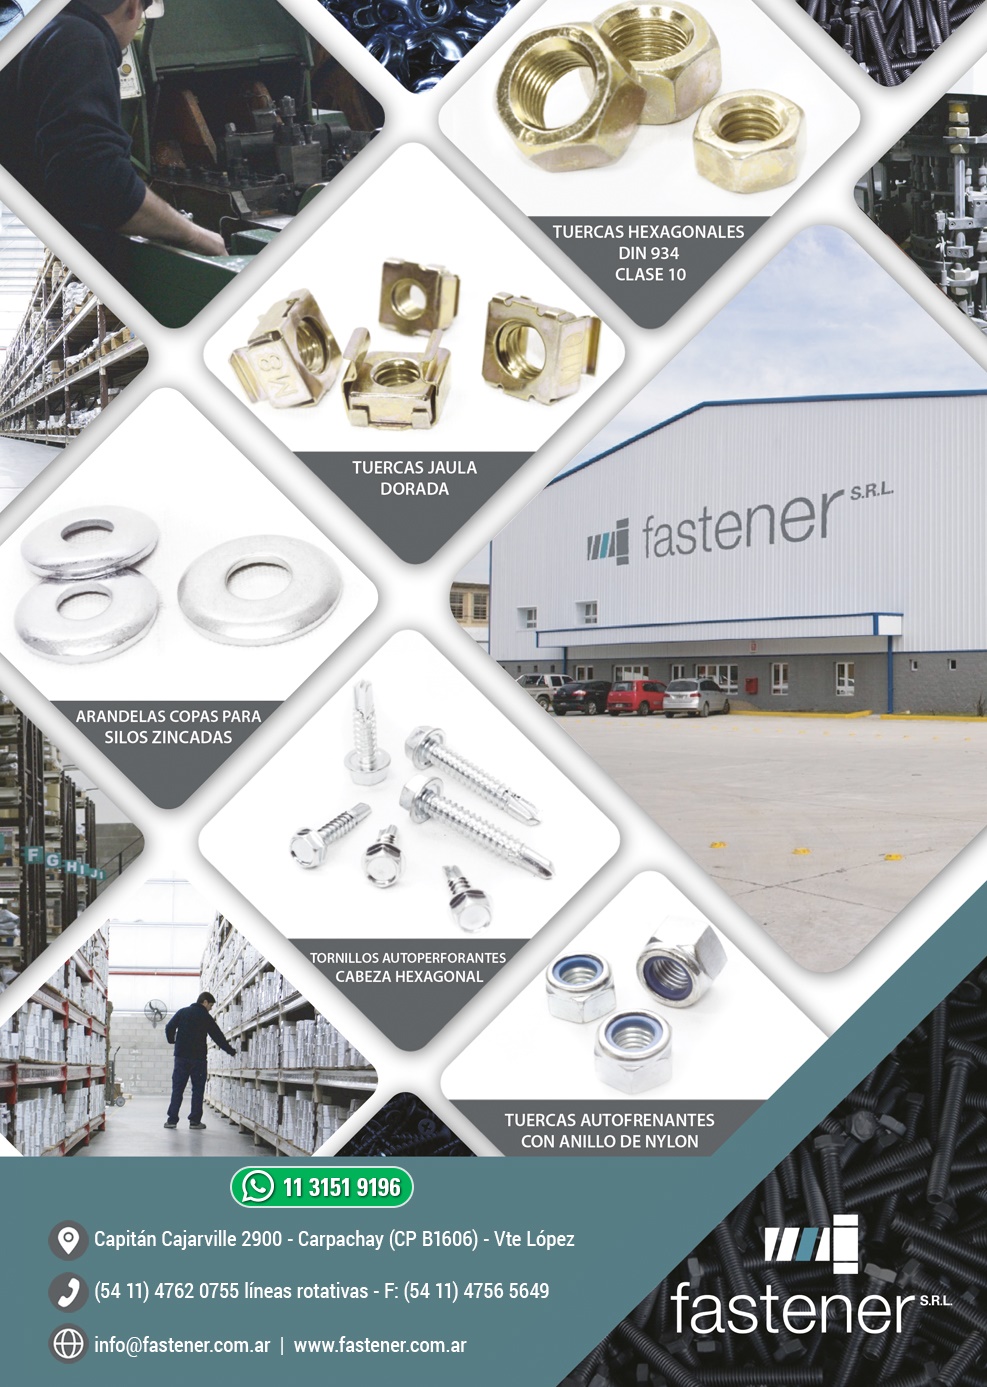 TUERCAS HEXAGONALES
DIN 934
CLASE 10
M8
TUERCAS JAULA
DORADA
fastener S.R.L.
ARANDELAS COPAS PARA
SILOS ZINCADAS
F G H I J
TORNILLOS AUTOPERFORANTES
CABEZA HEXAGONAL
TUERCAS AUTOFRENANTES
CON ANILLO DE NYLON
11 3151 9196
Capitán Cajarville 2900 - Carpachay (CP B1606) - Vte López
(54 11) 4762 0755 líneas rotativas - F: (54 11) 4756 5649
info@fastener.com.ar | www.fastener.com.ar
fastener S.R.L.